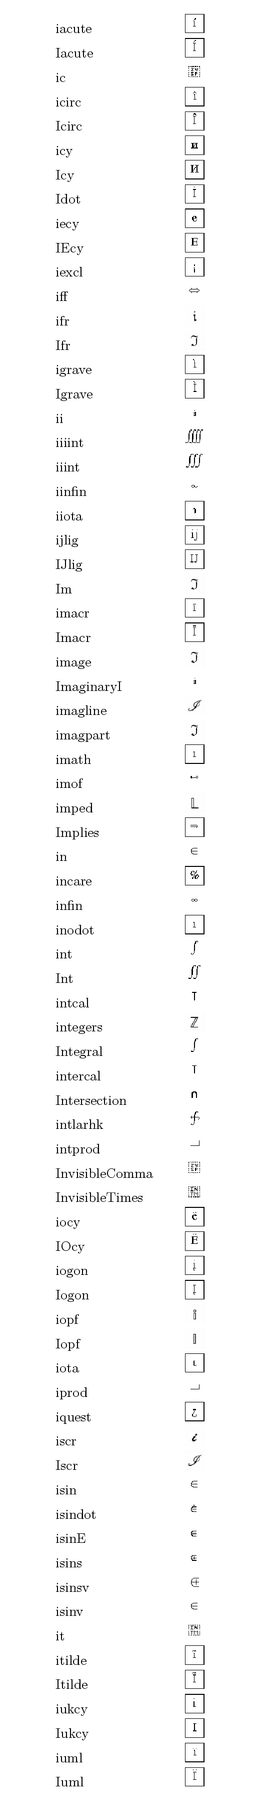 iacute í
Iacute Í
ic
icirc î
Icirc Î
icy и
Icy И
Idot İ
iecy е
IEcy Е
iexcl ¡
iff ⇔
ifr 𝔦
Ifr ℑ
igrave ì
Igrave Ì
ii ⅈ
iiiint ⨌
iiint ∭
iinfin ⧜
iiota ℩
ijlig ij
IJlig IJ
Im ℑ
imacr ī
Imacr Ī
image ℑ
ImaginaryI ⅈ
imagline ℐ
imagpart ℑ
imath ı
imof ⊷
imped 𝕃
Implies ⇒
in ∈
incare ℅
infin ∞
inodot ı
int ∫
Int ∬
intcal ⊺
integers ℤ
Integral ∫
intercal ⊺
Intersection ⋂
intlarhk ⨗
intprod ⨼
InvisibleComma
InvisibleTimes
iocy ё
IOcy Ё
iogon į
Iogon Į
iopf 𝕚
Iopf 𝕀
iota ι
iprod ⨼
iquest ¿
iscr 𝒾
Iscr ℐ
isin ∈
isindot ⋵
isinE ⋹
isins ⋴
isinsv ⋳
isinv ∈
it
itilde ĩ
Itilde Ĩ
iukcy і
Iukcy І
iuml ï
Iuml Ï